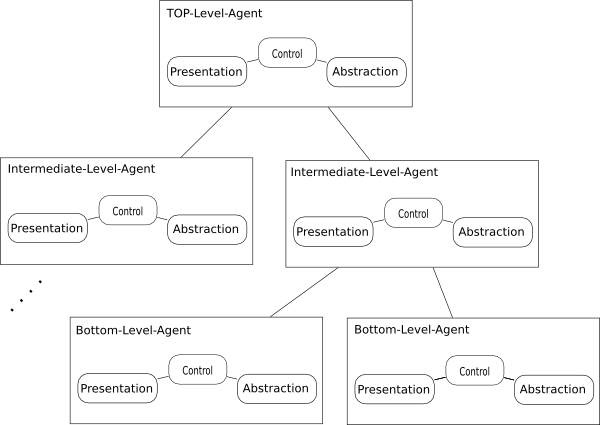 TOP-Level-Agent
Control
Presentation
Abstraction
Intermediate-Level-Agent
Control
Presentation
Abstraction
Intermediate-Level-Agent
Control
Presentation
Abstraction
Bottom-Level-Agent
Control
Presentation
Abstraction
Bottom-Level-Agent
Control
Presentation
Abstraction